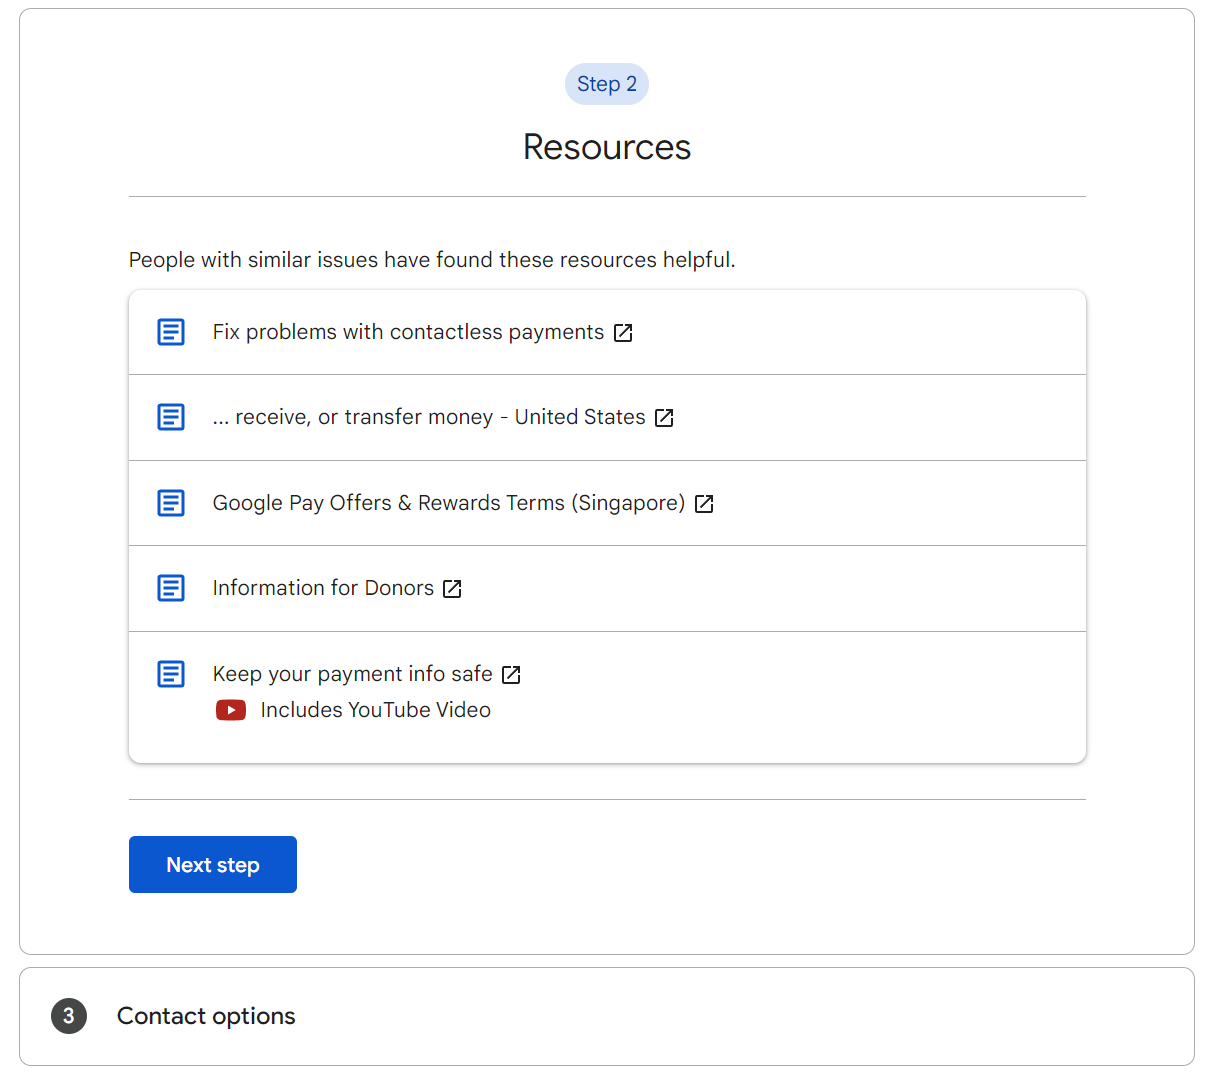 Step 2
Resources
People with similar issues have found these resources helpful.
Fix problems with contactless payments
... receive, or transfer money - United States
Google Pay Offers & Rewards Terms (Singapore)
Information for Donors
Keep your payment info safe
Includes YouTube Video
Next step
3 Contact options